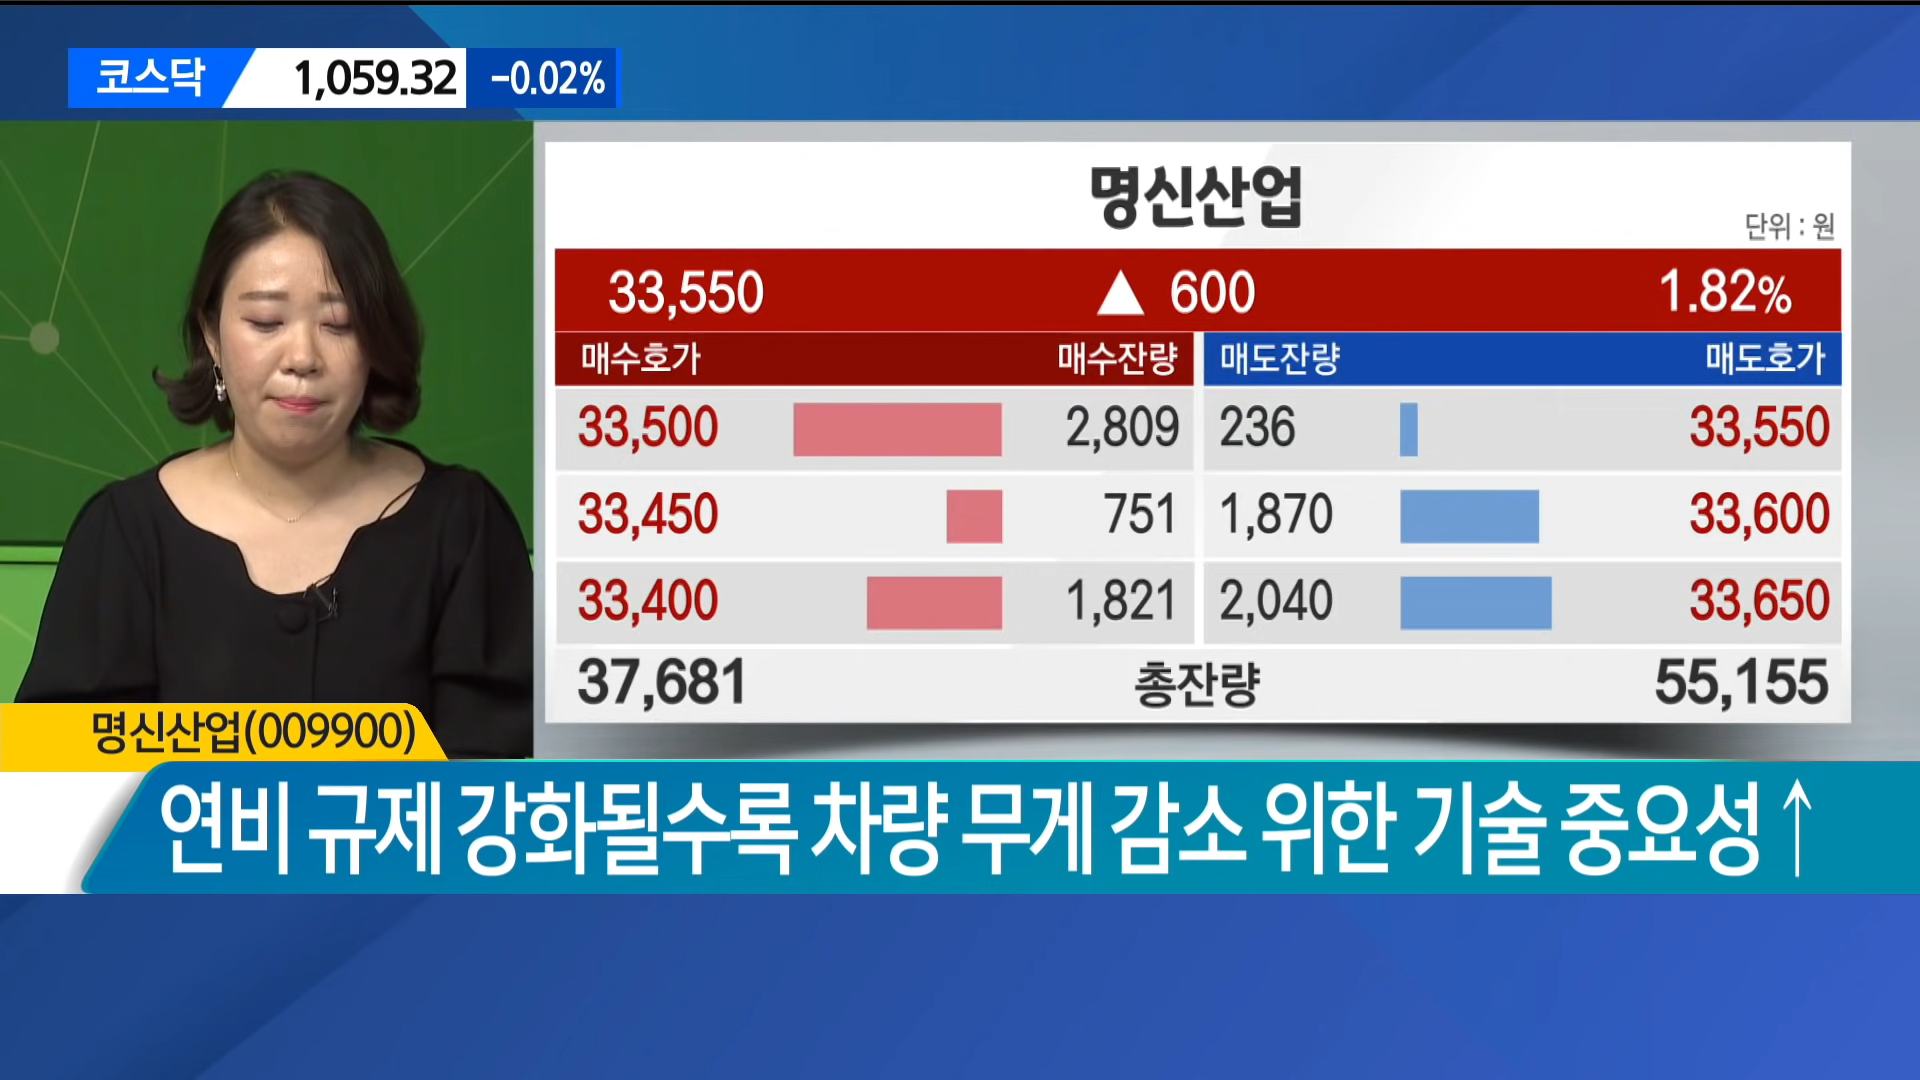 코스닥 1,059.32 -0.02%
명신산업
단위 : 원
33,550 ▲ 600 1.82%
매수호가 매수잔량 매도잔량 매도호가
33,500 2,809 236 33,550
33,450 751 1,870 33,600
33,400 1,821 2,040 33,650
37,681 총잔량 55,155
명신산업(009900)
연비 규제 강화될수록 차량 무게 감소 위한 기술 중요성↑